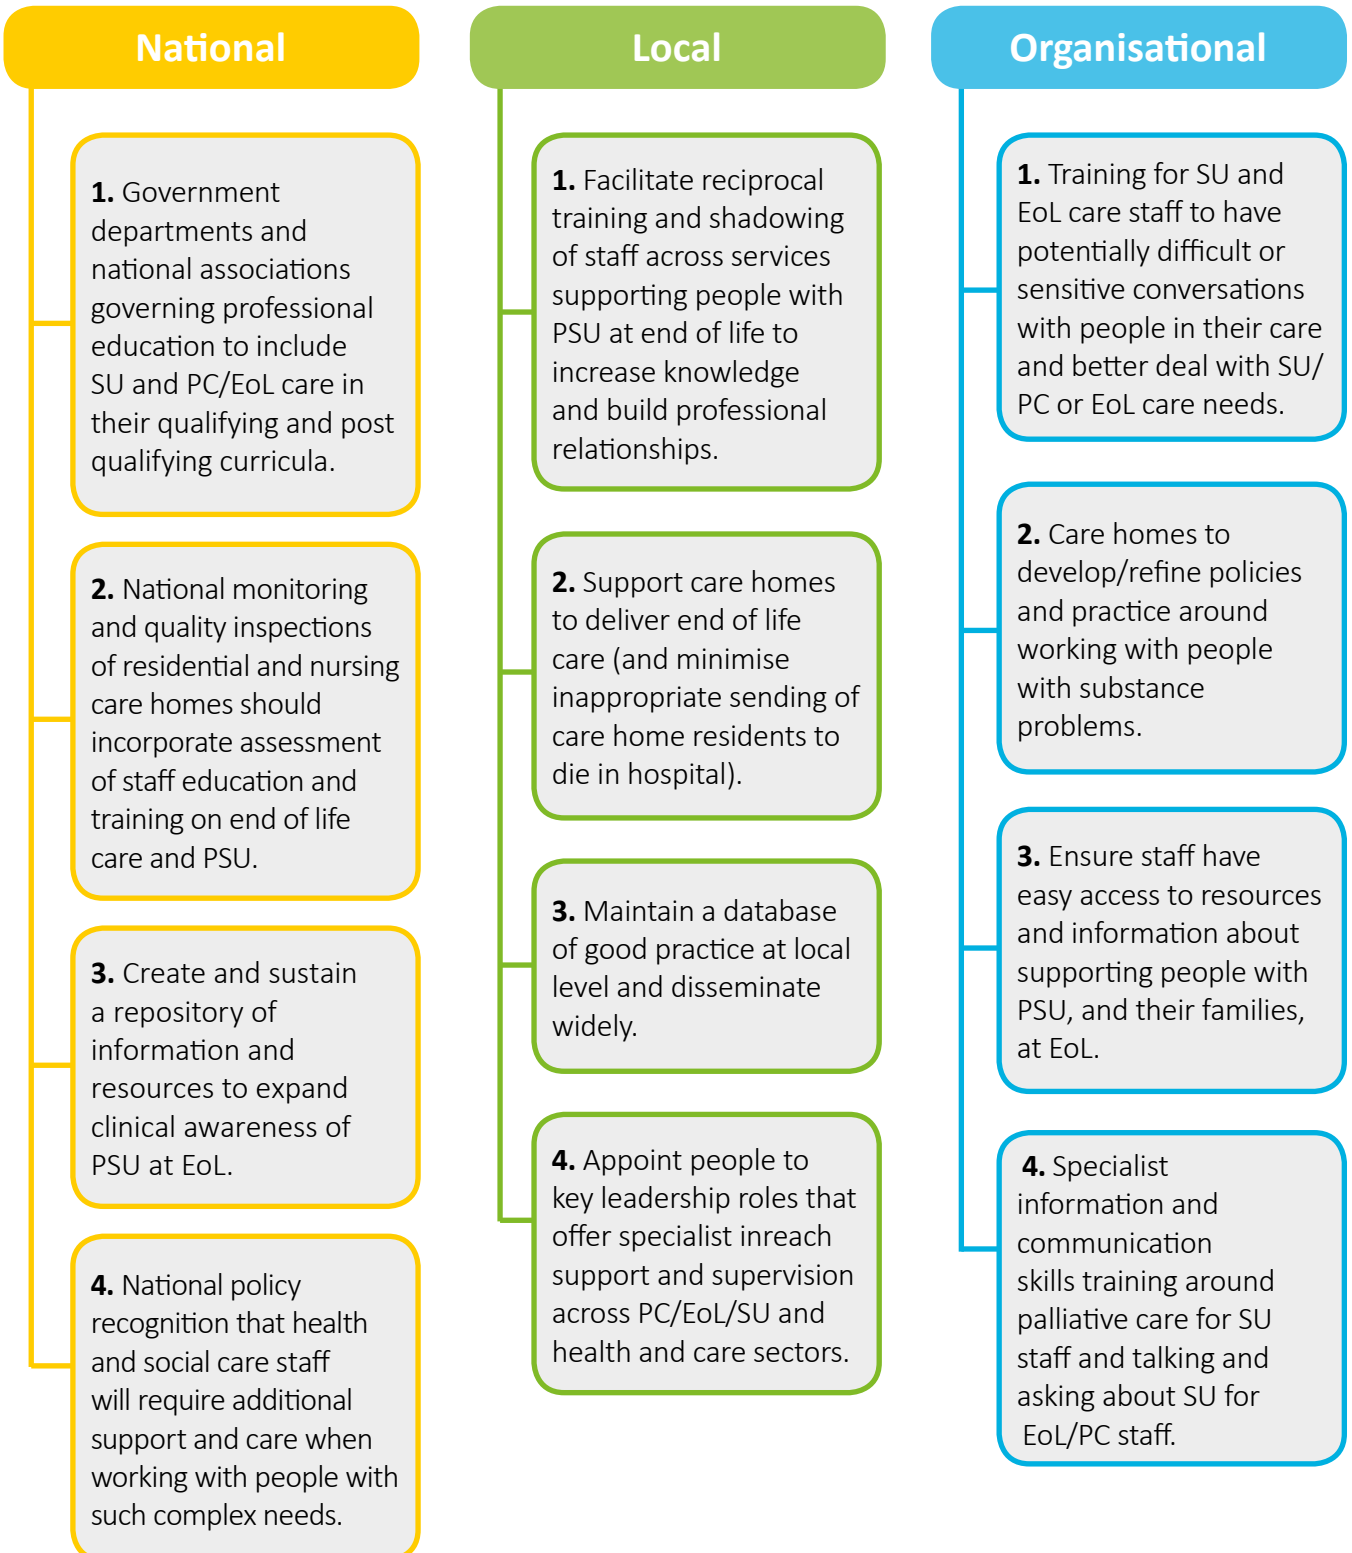 National
1. Government
departments and
national associations
governing professional
education to include
SU and PC/EoL care in
their qualifying and post
qualifying curricula.
2. National monitoring
and quality inspections
of residential and nursing
care homes should
incorporate assessment
of staff education and
training on end of life
care and PSU.
3. Create and sustain
a repository of
information and
resources to expand
clinical awareness of
PSU at EoL.
4. National policy
recognition that health
and social care staff
will require additional
support and care when
working with people with
such complex needs.
Local
1. Facilitate reciprocal
training and shadowing
of staff across services
supporting people with
PSU at end of life to
increase knowledge
and build professional
relationships.
2. Support care homes
to deliver end of life
care (and minimise
inappropriate sending of
care home residents to
die in hospital).
3. Maintain a database
of good practice at local
level and disseminate
widely.
4. Appoint people to
key leadership roles that
offer specialist inreach
support and supervision
across PC/EoL/SU and
health and care sectors.
Organisational
1. Training for SU and
EoL care staff to have
potentially difficult or
sensitive conversations
with people in their care
and better deal with SU/
PC or EoL care needs.
2. Care homes to
develop/refine policies
and practice around
working with people
with substance
problems.
3. Ensure staff have
easy access to resources
and information about
supporting people with
PSU, and their families,
at EoL.
4. Specialist
information and
communication
skills training around
palliative care for SU
staff and talking and
asking about SU for
EoL/PC staff.